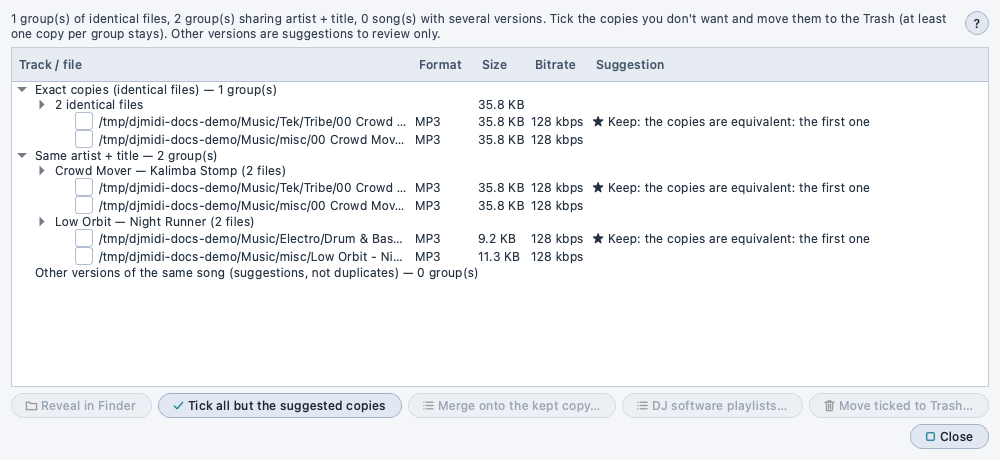 1 group(s) of identical files, 2 group(s) sharing artist + title, 0 song(s) with several versions. Tick the copies you don't want and move them to the Trash (at least
one copy per group stays). Other versions are suggestions to review only.
?
Track / file Format Size Bitrate Suggestion
Exact copies (identical files) — 1 group(s)
2 identical files 35.8 KB
/tmp/djmidi-docs-demo/Music/Tek/Tribe/00 Crowd ... MP3 35.8 KB 128 kbps ★ Keep: the copies are equivalent: the first one
/tmp/djmidi-docs-demo/Music/misc/00 Crowd Mov... MP3 35.8 KB 128 kbps
Same artist + title — 2 group(s)
Crowd Mover — Kalimba Stomp (2 files)
/tmp/djmidi-docs-demo/Music/Tek/Tribe/00 Crowd ... MP3 35.8 KB 128 kbps ★ Keep: the copies are equivalent: the first one
/tmp/djmidi-docs-demo/Music/misc/00 Crowd Mov... MP3 35.8 KB 128 kbps
Low Orbit — Night Runner (2 files)
/tmp/djmidi-docs-demo/Music/Electro/Drum & Bas... MP3 9.2 KB 128 kbps ★ Keep: the copies are equivalent: the first one
/tmp/djmidi-docs-demo/Music/misc/Low Orbit - Ni... MP3 11.3 KB 128 kbps
Other versions of the same song (suggestions, not duplicates) — 0 group(s)
Reveal in Finder Tick all but the suggested copies Merge onto the kept copy... DJ software playlists... Move ticked to Trash...
Close